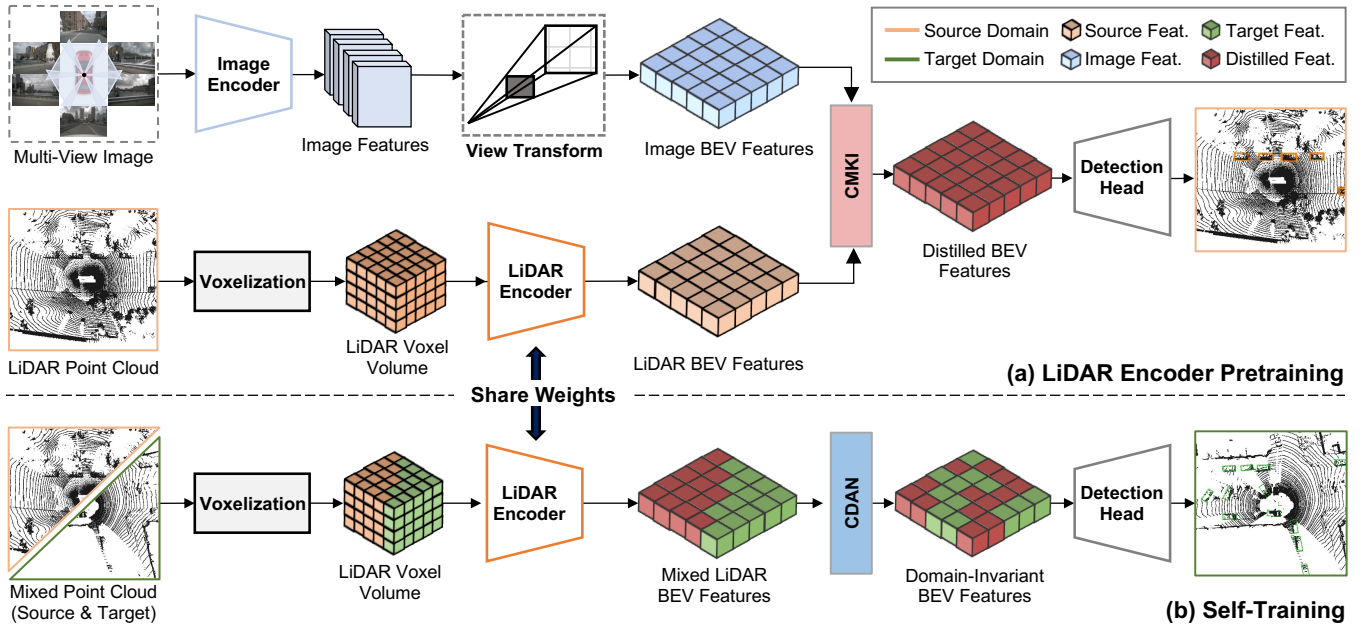 Image
Encoder
Multi-View Image
Image Features
View Transform
Image BEV Features
Source Domain
Target Domain
Source Feat.
Image Feat.
Target Feat.
Distilled Feat.
CMKI
Distilled BEV
Features
Detection
Head
LiDAR Point Cloud
Voxelization
LiDAR Voxel
Volume
LiDAR
Encoder
LiDAR BEV Features
(a) LiDAR Encoder Pretraining
Share Weights
Mixed Point Cloud
(Source & Target)
Voxelization
LiDAR Voxel
Volume
LiDAR
Encoder
Mixed LiDAR
BEV Features
CDAN
Domain-Invariant
BEV Features
Detection
Head
(b) Self-Training